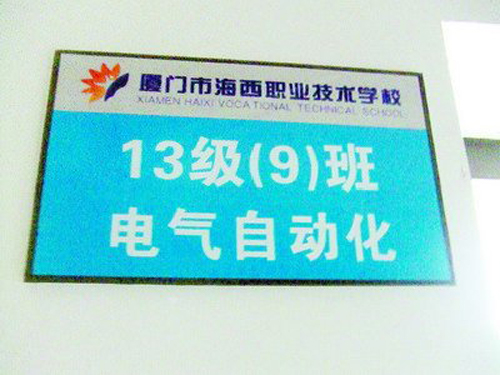 厦门市海西职业技术学校
XIAMEN HAIXI VOCATIONAL TECHNICAL SCHOOL
13级(9)班
电气自动化